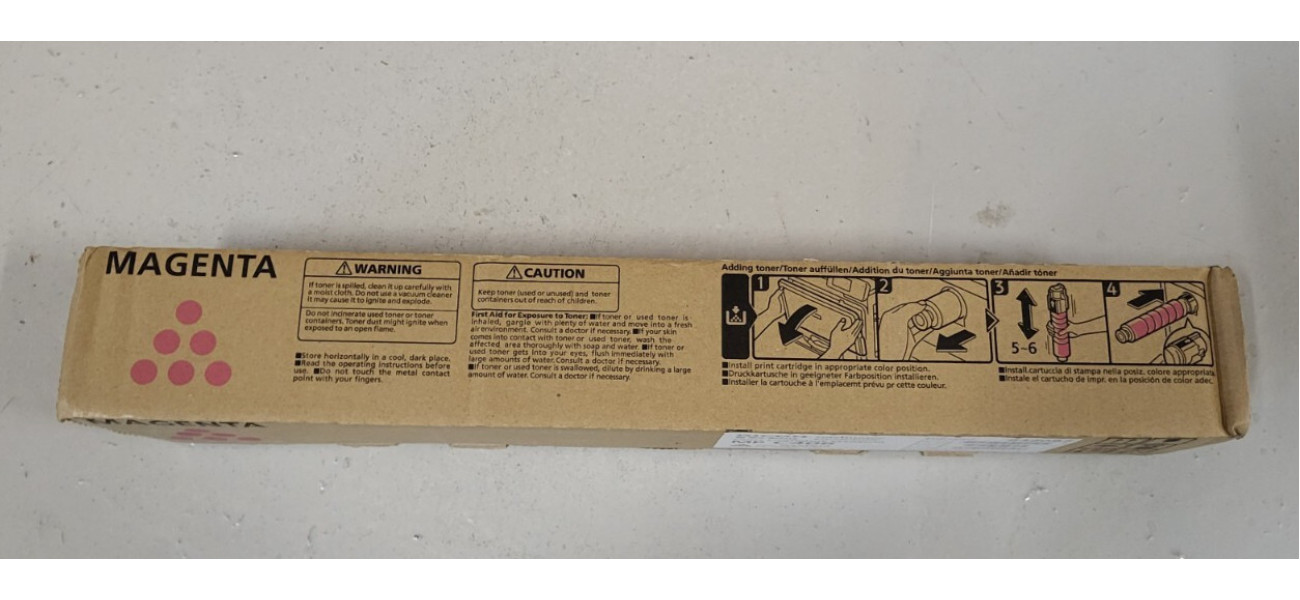 MAGENTA
WARNING
If toner is spilled, clean it up carefully with
a moist cloth. Do not use a vacuum cleaner
It may cause it to ignite and explode.
Do not incinerate used toner or toner
containers. Toner dust might ignite when
exposed to an open flame.
■Store horizontally in a cool, dark place.
■Read the operating instructions before
use. ■Do not touch the metal contact
point with your fingers.
CAUTION
Keep toner (used or unused) and toner
containers out of reach of children.
First Aid for Exposure to Toner: ■If toner or used toner is
inhaled, gargle with plenty of water and move into a fresh
air environment. Consult a doctor if necessary. ■If your skin
comes into contact with toner or used toner, wash the
affected area thoroughly with soap and water. ■If toner or
used toner gets into your eyes, flush immediately with
large amounts of water. Consult a doctor if necessary.
■If toner or used toner is swallowed, dilute by drinking a large
amount of water. Consult a doctor if necessary.
Adding toner/Toner auffüllen/Addition du toner/Aggiunta toner/Añadir tóner
1
2
3
5-6
4
■Install print cartridge in appropriate color position.
■Druckkartusche in geeigneter Farbposition installieren.
■Installer la cartouche à l'emplacemt prévu pr cette couleur.
■Install.cartuccia di stampa nella posiz. colore appropriata
■Instale el cartucho de impr. en la posición de color adec.
MAGENTA